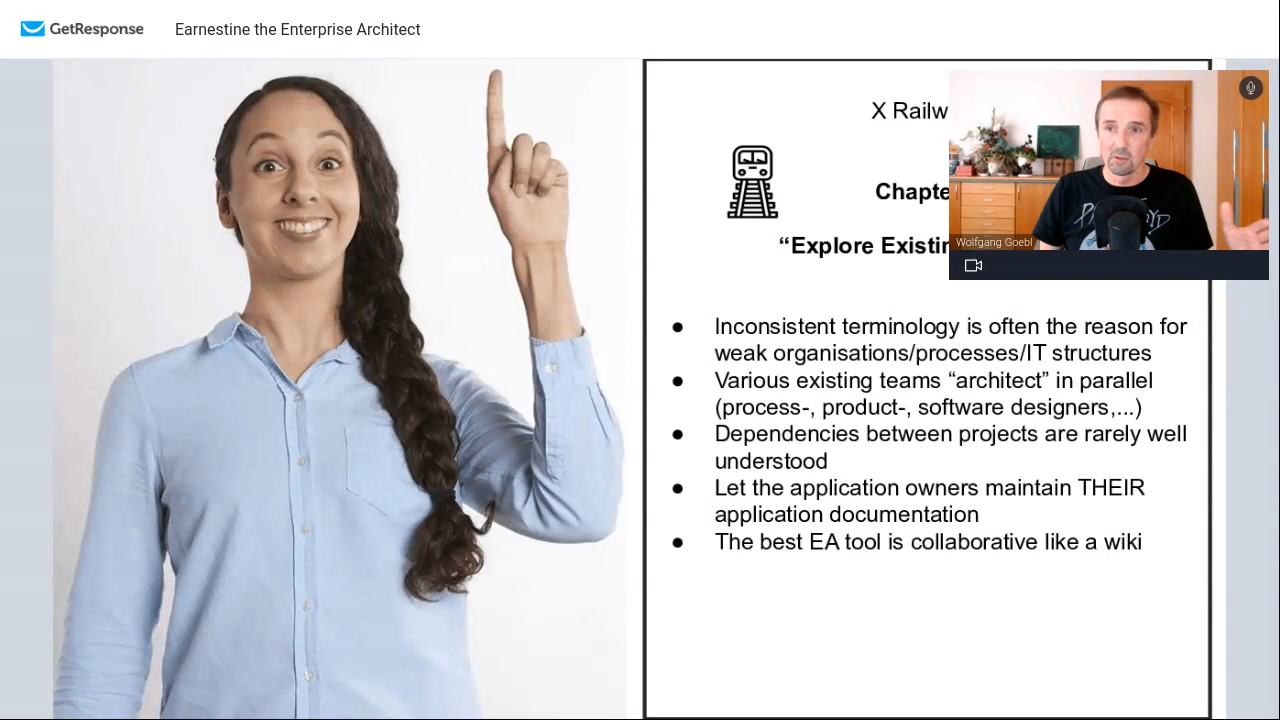 GetResponse
Earnestine the Enterprise Architect
X Railw
Chapte
“Explore Existin
Wolfgang Goebl
● Inconsistent terminology is often the reason for
weak organisations/processes/IT structures
● Various existing teams “architect” in parallel
(process-, product-, software designers,...)
● Dependencies between projects are rarely well
understood
● Let the application owners maintain THEIR
application documentation
● The best EA tool is collaborative like a wiki